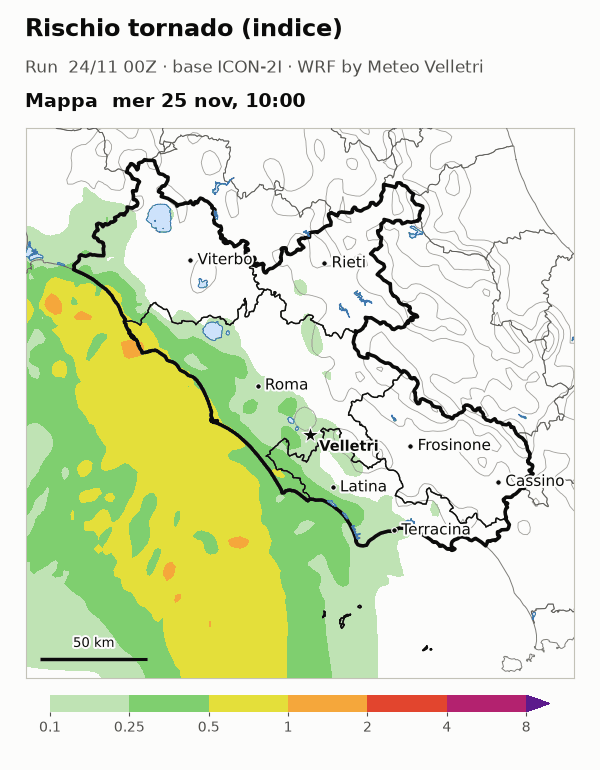 Rischio tornado (indice)
Run  24/11 00Z · base ICON-2I · WRF by Meteo Velletri
Mappa  mer 25 nov, 10:00
Viterbo
Rieti
Roma
Velletri
Frosinone
Latina
Cassino
Terracina
50 km
0.1 0.25 0.5 1 2 4 8